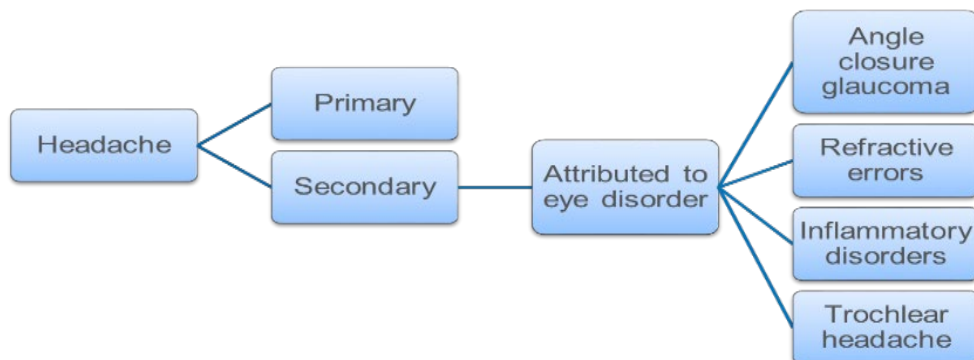 Headache
Primary
Secondary
Attributed to
eye disorder
Angle
closure
glaucoma
Refractive
errors
Inflammatory
disorders
Trochlear
headache